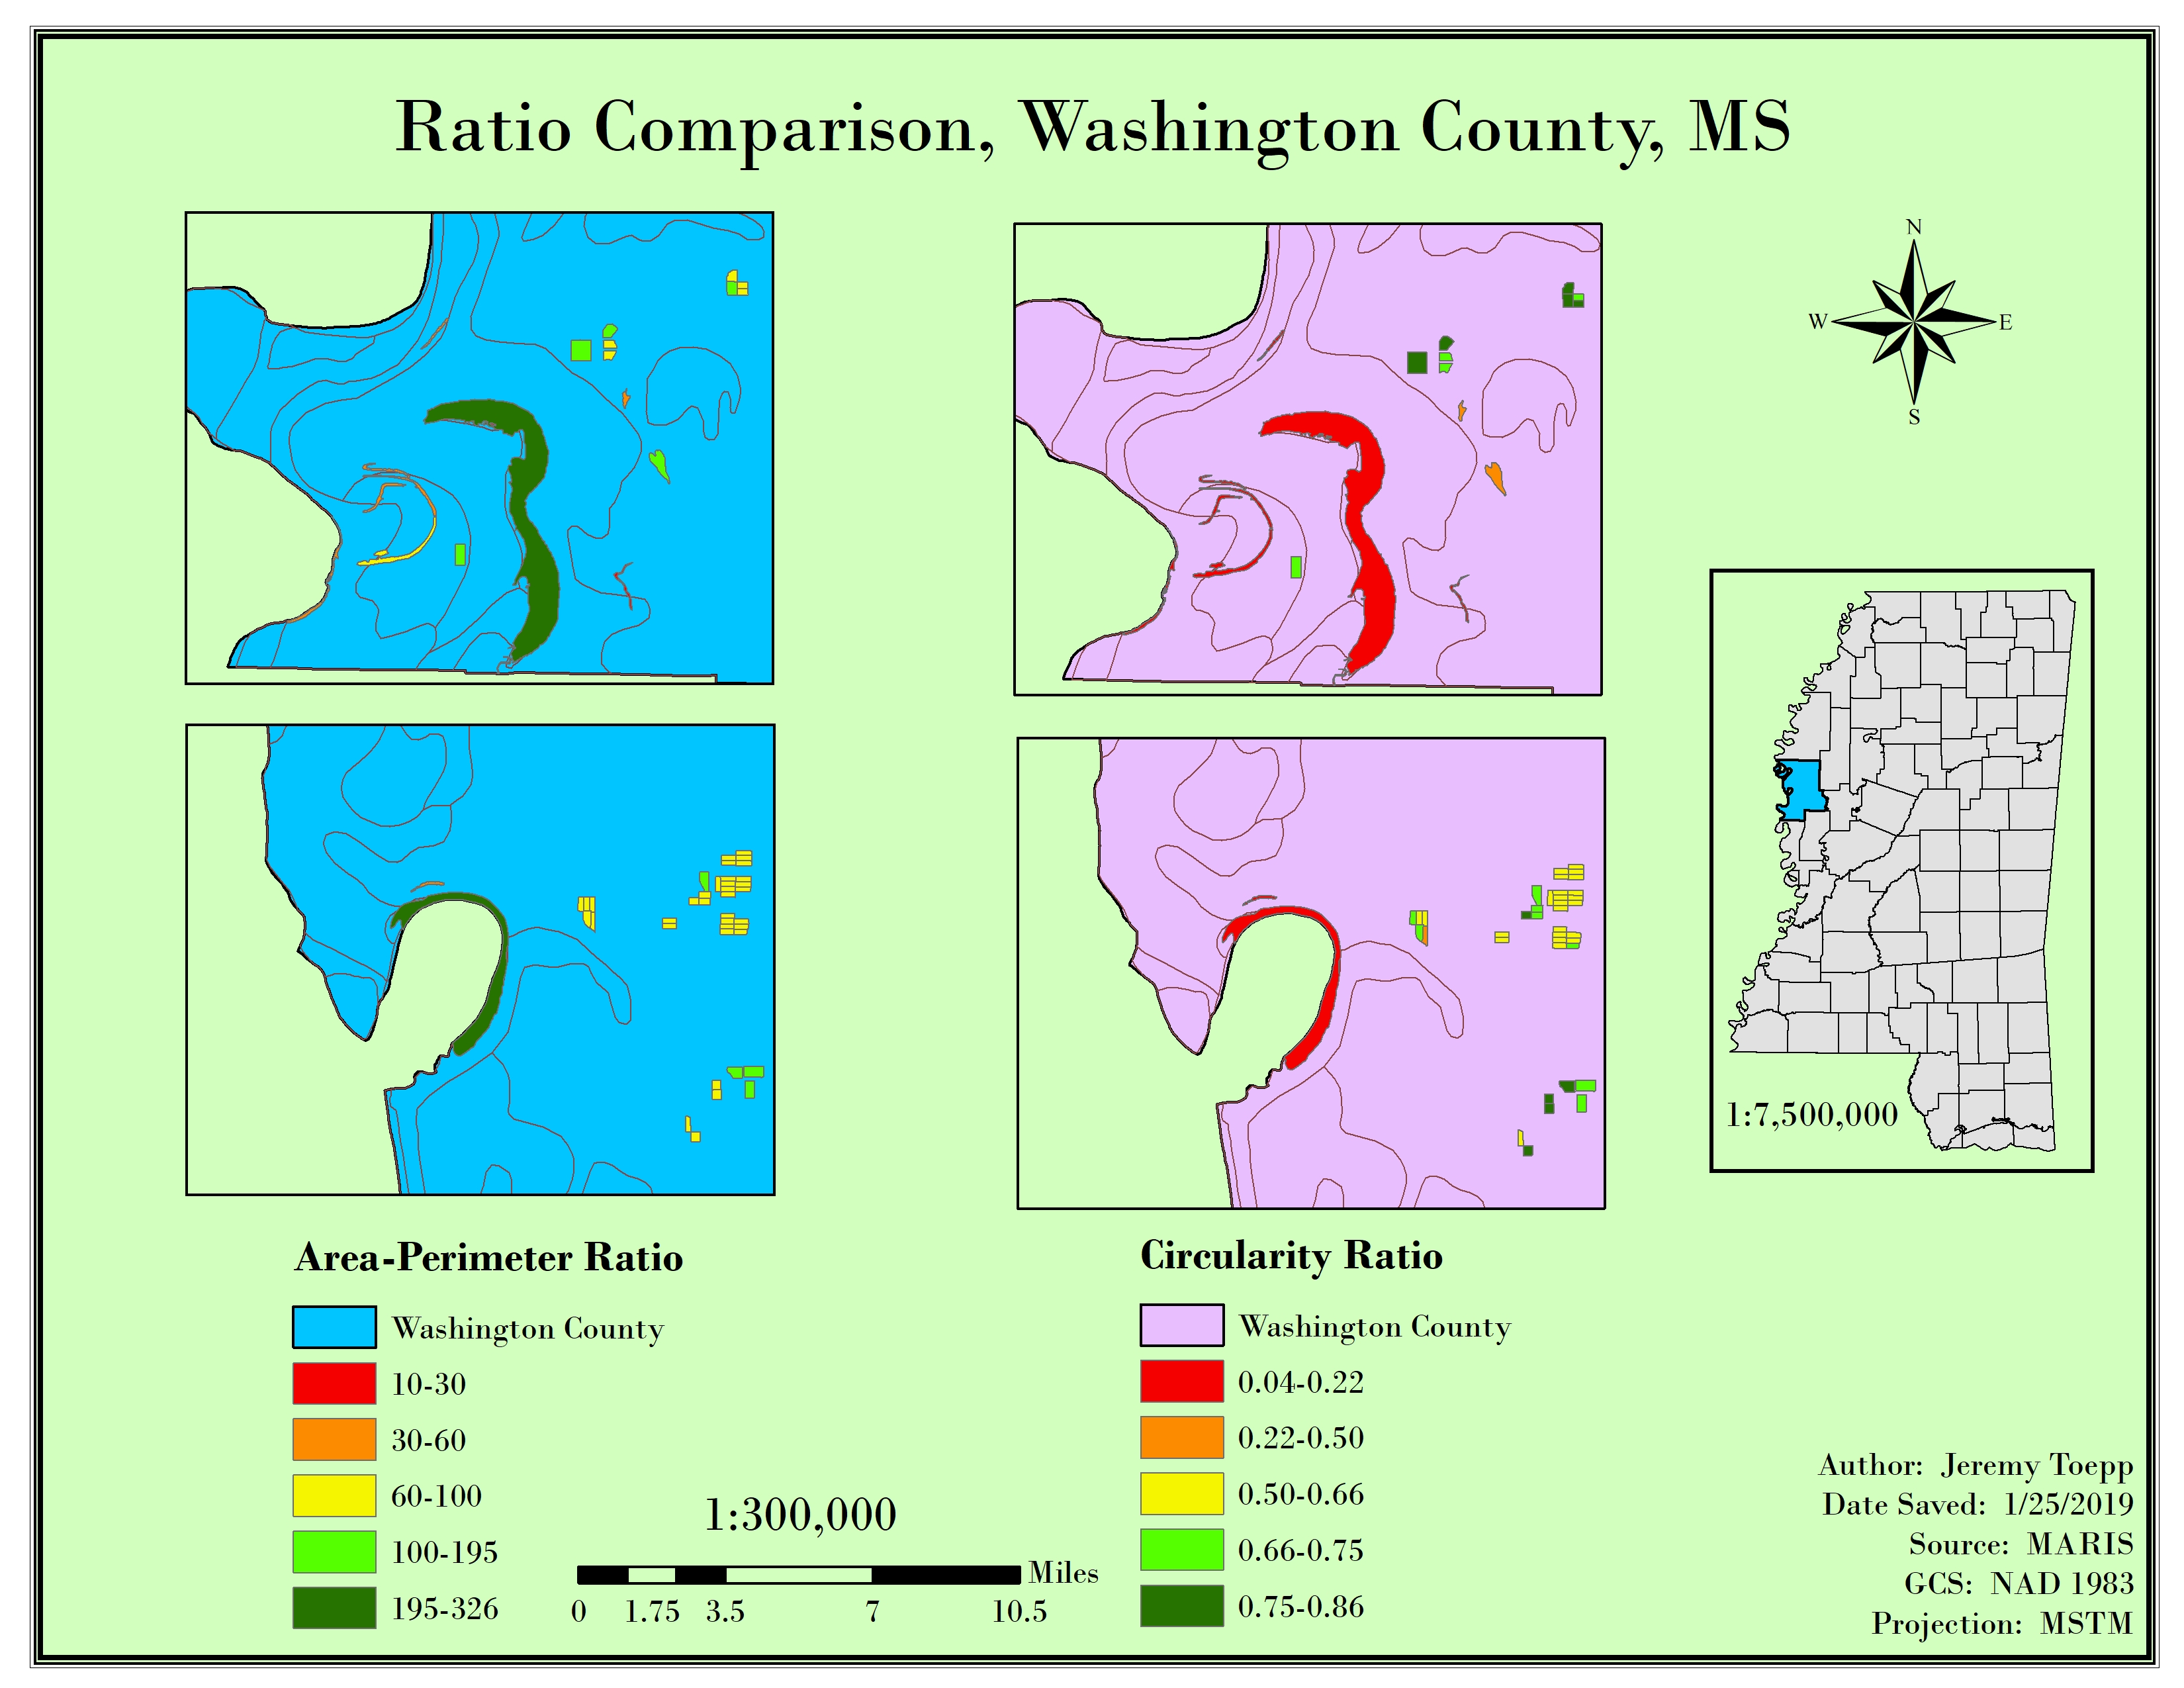 Ratio Comparison, Washington County, MS
N
W
E
S
1:7,500,000
Area-Perimeter Ratio
Washington County
10-30
30-60
60-100
100-195
195-326
1:300,000
Miles
0 1.75 3.5 7 10.5
Circularity Ratio
Washington County
0.04-0.22
0.22-0.50
0.50-0.66
0.66-0.75
0.75-0.86
Author: Jeremy Toepp
Date Saved: 1/25/2019
Source: MARIS
GCS: NAD 1983
Projection: MSTM